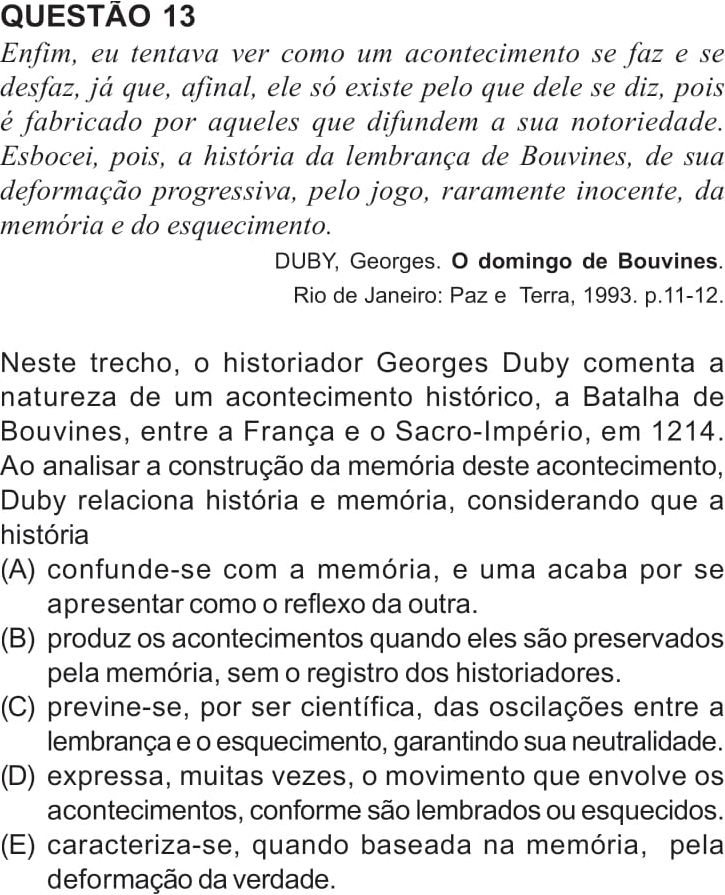 QUESTÃO 13
Enfim, eu tentava ver como um acontecimento se faz e se
desfaz, já que, afinal, ele só existe pelo que dele se diz, pois
é fabricado por aqueles que difundem a sua notoriedade.
Esbocei, pois, a história da lembrança de Bouvines, de sua
deformação progressiva, pelo jogo, raramente inocente, da
memória e do esquecimento.
DUBY, Georges. O domingo de Bouvines.
Rio de Janeiro: Paz e Terra, 1993. p.11-12.
Neste trecho, o historiador Georges Duby comenta a
natureza de um acontecimento histórico, a Batalha de
Bouvines, entre a França e o Sacro-Império, em 1214.
Ao analisar a construção da memória deste acontecimento,
Duby relaciona história e memória, considerando que a
história
(A) confunde-se com a memória, e uma acaba por se
apresentar como o reflexo da outra.
(B) produz os acontecimentos quando eles são preservados
pela memória, sem o registro dos historiadores.
(C) previne-se, por ser científica, das oscilações entre a
lembrança e o esquecimento, garantindo sua neutralidade.
(D) expressa, muitas vezes, o movimento que envolve os
acontecimentos, conforme são lembrados ou esquecidos.
(E) caracteriza-se, quando baseada na memória, pela
deformação da verdade.